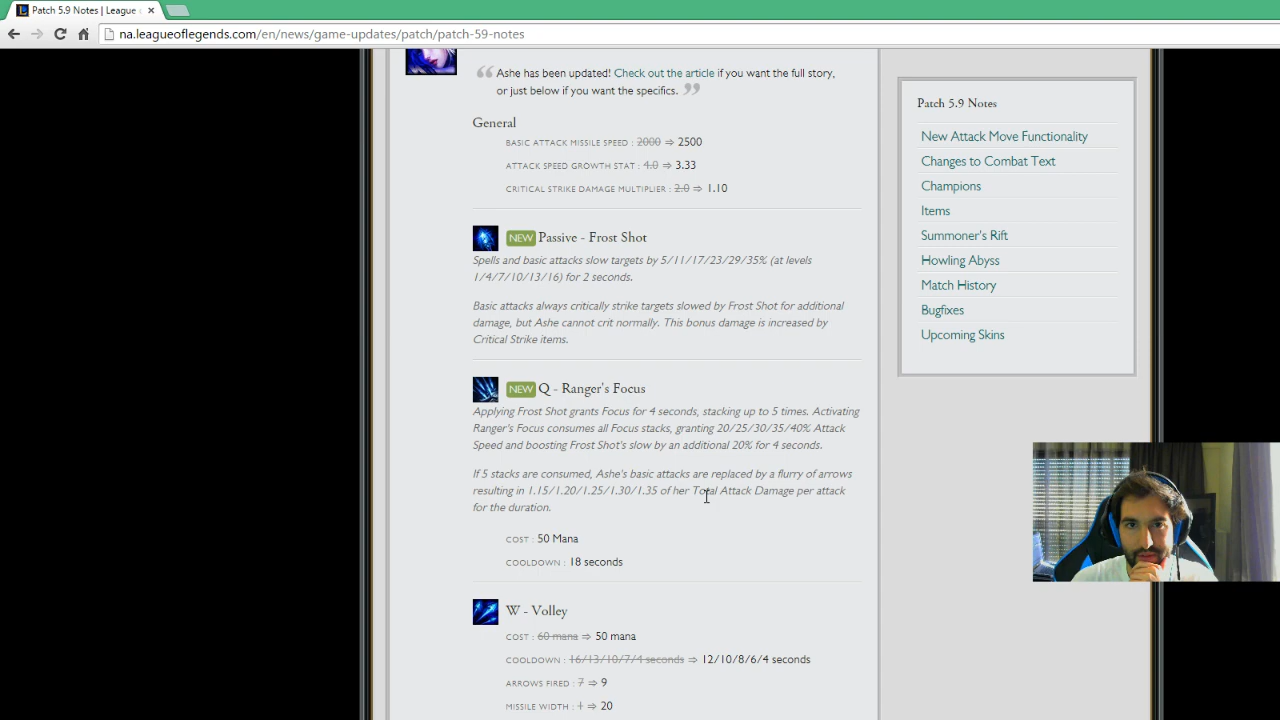 Patch 5.9 Notes | League
na.leagueoflegends.com/en/news/game-updates/patch/patch-59-notes
Ashe has been updated! Check out the article if you want the full story,
or just below if you want the specifics.
General
BASIC ATTACK MISSILE SPEED : 2000 ⇒ 2500
ATTACK SPEED GROWTH STAT : 4.0 ⇒ 3.33
CRITICAL STRIKE DAMAGE MULTIPLIER : 2.0 ⇒ 1.10
NEW Passive - Frost Shot
Spells and basic attacks slow targets by 5/11/17/23/29/35% (at levels
1/4/7/10/13/16) for 2 seconds.
Basic attacks always critically strike targets slowed by Frost Shot for additional
damage, but Ashe cannot crit normally. This bonus damage is increased by
Critical Strike items.
NEW Q - Ranger's Focus
Applying Frost Shot grants Focus for 4 seconds, stacking up to 5 times. Activating
Ranger's Focus consumes all Focus stacks, granting 20/25/30/35/40% Attack
Speed and boosting Frost Shot's slow by an additional 20% for 4 seconds.
If 5 stacks are consumed, Ashe's basic attacks are replaced by a flurry of arrows
resulting in 1.15/1.20/1.25/1.30/1.35 of her Total Attack Damage per attack
for the duration.
COST : 50 Mana
COOLDOWN : 18 seconds
W - Volley
COST : 60 mana ⇒ 50 mana
COOLDOWN : 16/13/10/7/4 seconds ⇒ 12/10/8/6/4 seconds
ARROWS FIRED : 7 ⇒ 9
MISSILE WIDTH : 1 ⇒ 20
Patch 5.9 Notes
New Attack Move Functionality
Changes to Combat Text
Champions
Items
Summoner's Rift
Howling Abyss
Match History
Bugfixes
Upcoming Skins